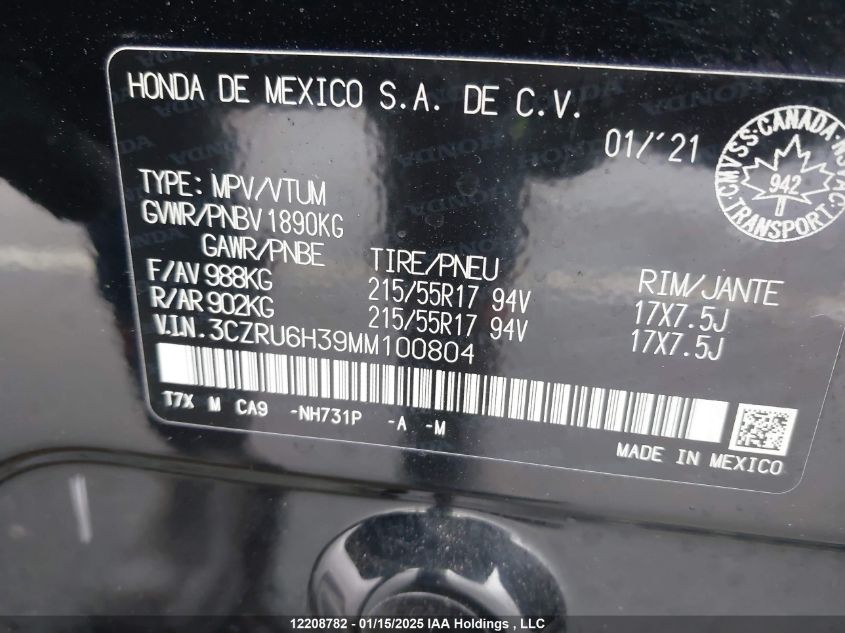 HONDA DE MEXICO S.A. DE C.V.
01/'21
CMVSS·CANADA·NSVAC
942
TRANSPORT
TYPE: MPV/VTUM
GVWR/PNBV 1890KG
GAWR/PNBE TIRE/PNEU RIM/JANTE
F/AV 988KG 215/55R17 94V 17X7.5J
R/AR 902KG 215/55R17 94V 17X7.5J
V.IN. 3CZRU6H39MM100804
T7X M CA9 -NH731P -A -M
MADE IN MEXICO
12208782 - 01/15/2025 IAA Holdings , LLC